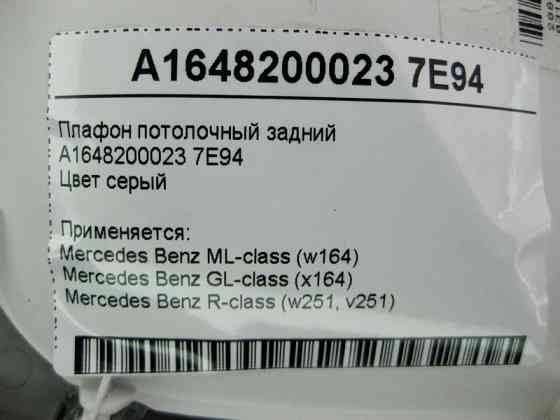 A1648200023 7E94
Плафон потолочный задний
A1648200023 7E94
Цвет серый
Применяется:
Mercedes Benz ML-class (w164)
Mercedes Benz GL-class (x164)
Mercedes Benz R-class (w251, v251)